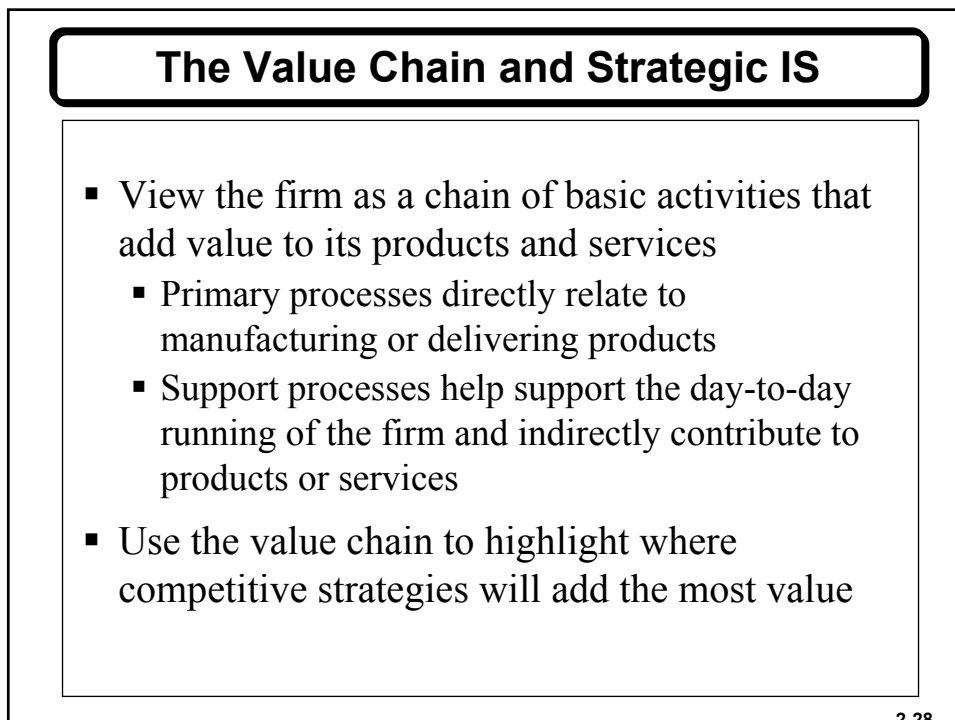 The Value Chain and Strategic IS
▪ View the firm as a chain of basic activities that
add value to its products and services
▪ Primary processes directly relate to
manufacturing or delivering products
▪ Support processes help support the day-to-day
running of the firm and indirectly contribute to
products or services
▪ Use the value chain to highlight where
competitive strategies will add the most value
2-28